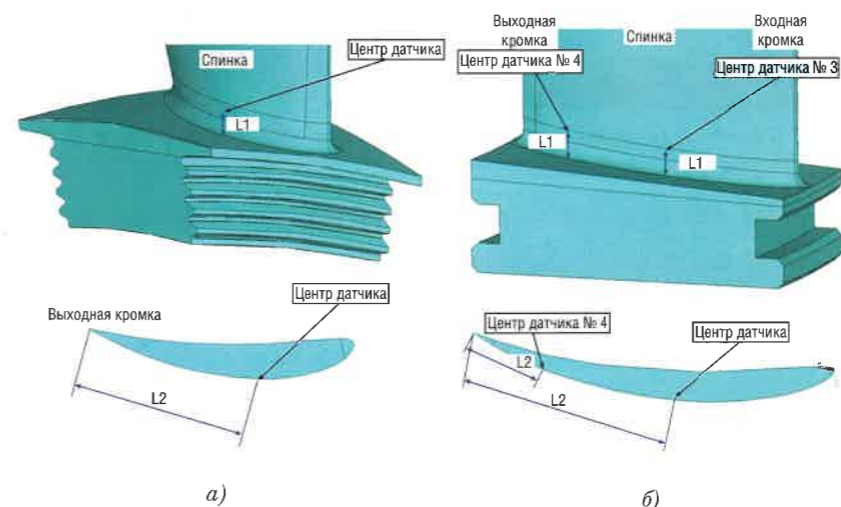 Спинка
Центр датчика
L1
Выходная кромка
Центр датчика
L2
а)
Выходная
кромка
Спинка
Входная
кромка
Центр датчика № 4
Центр датчика № 3
L1
L1
Центр датчика № 4
Центр датчика
L2
L2
б)